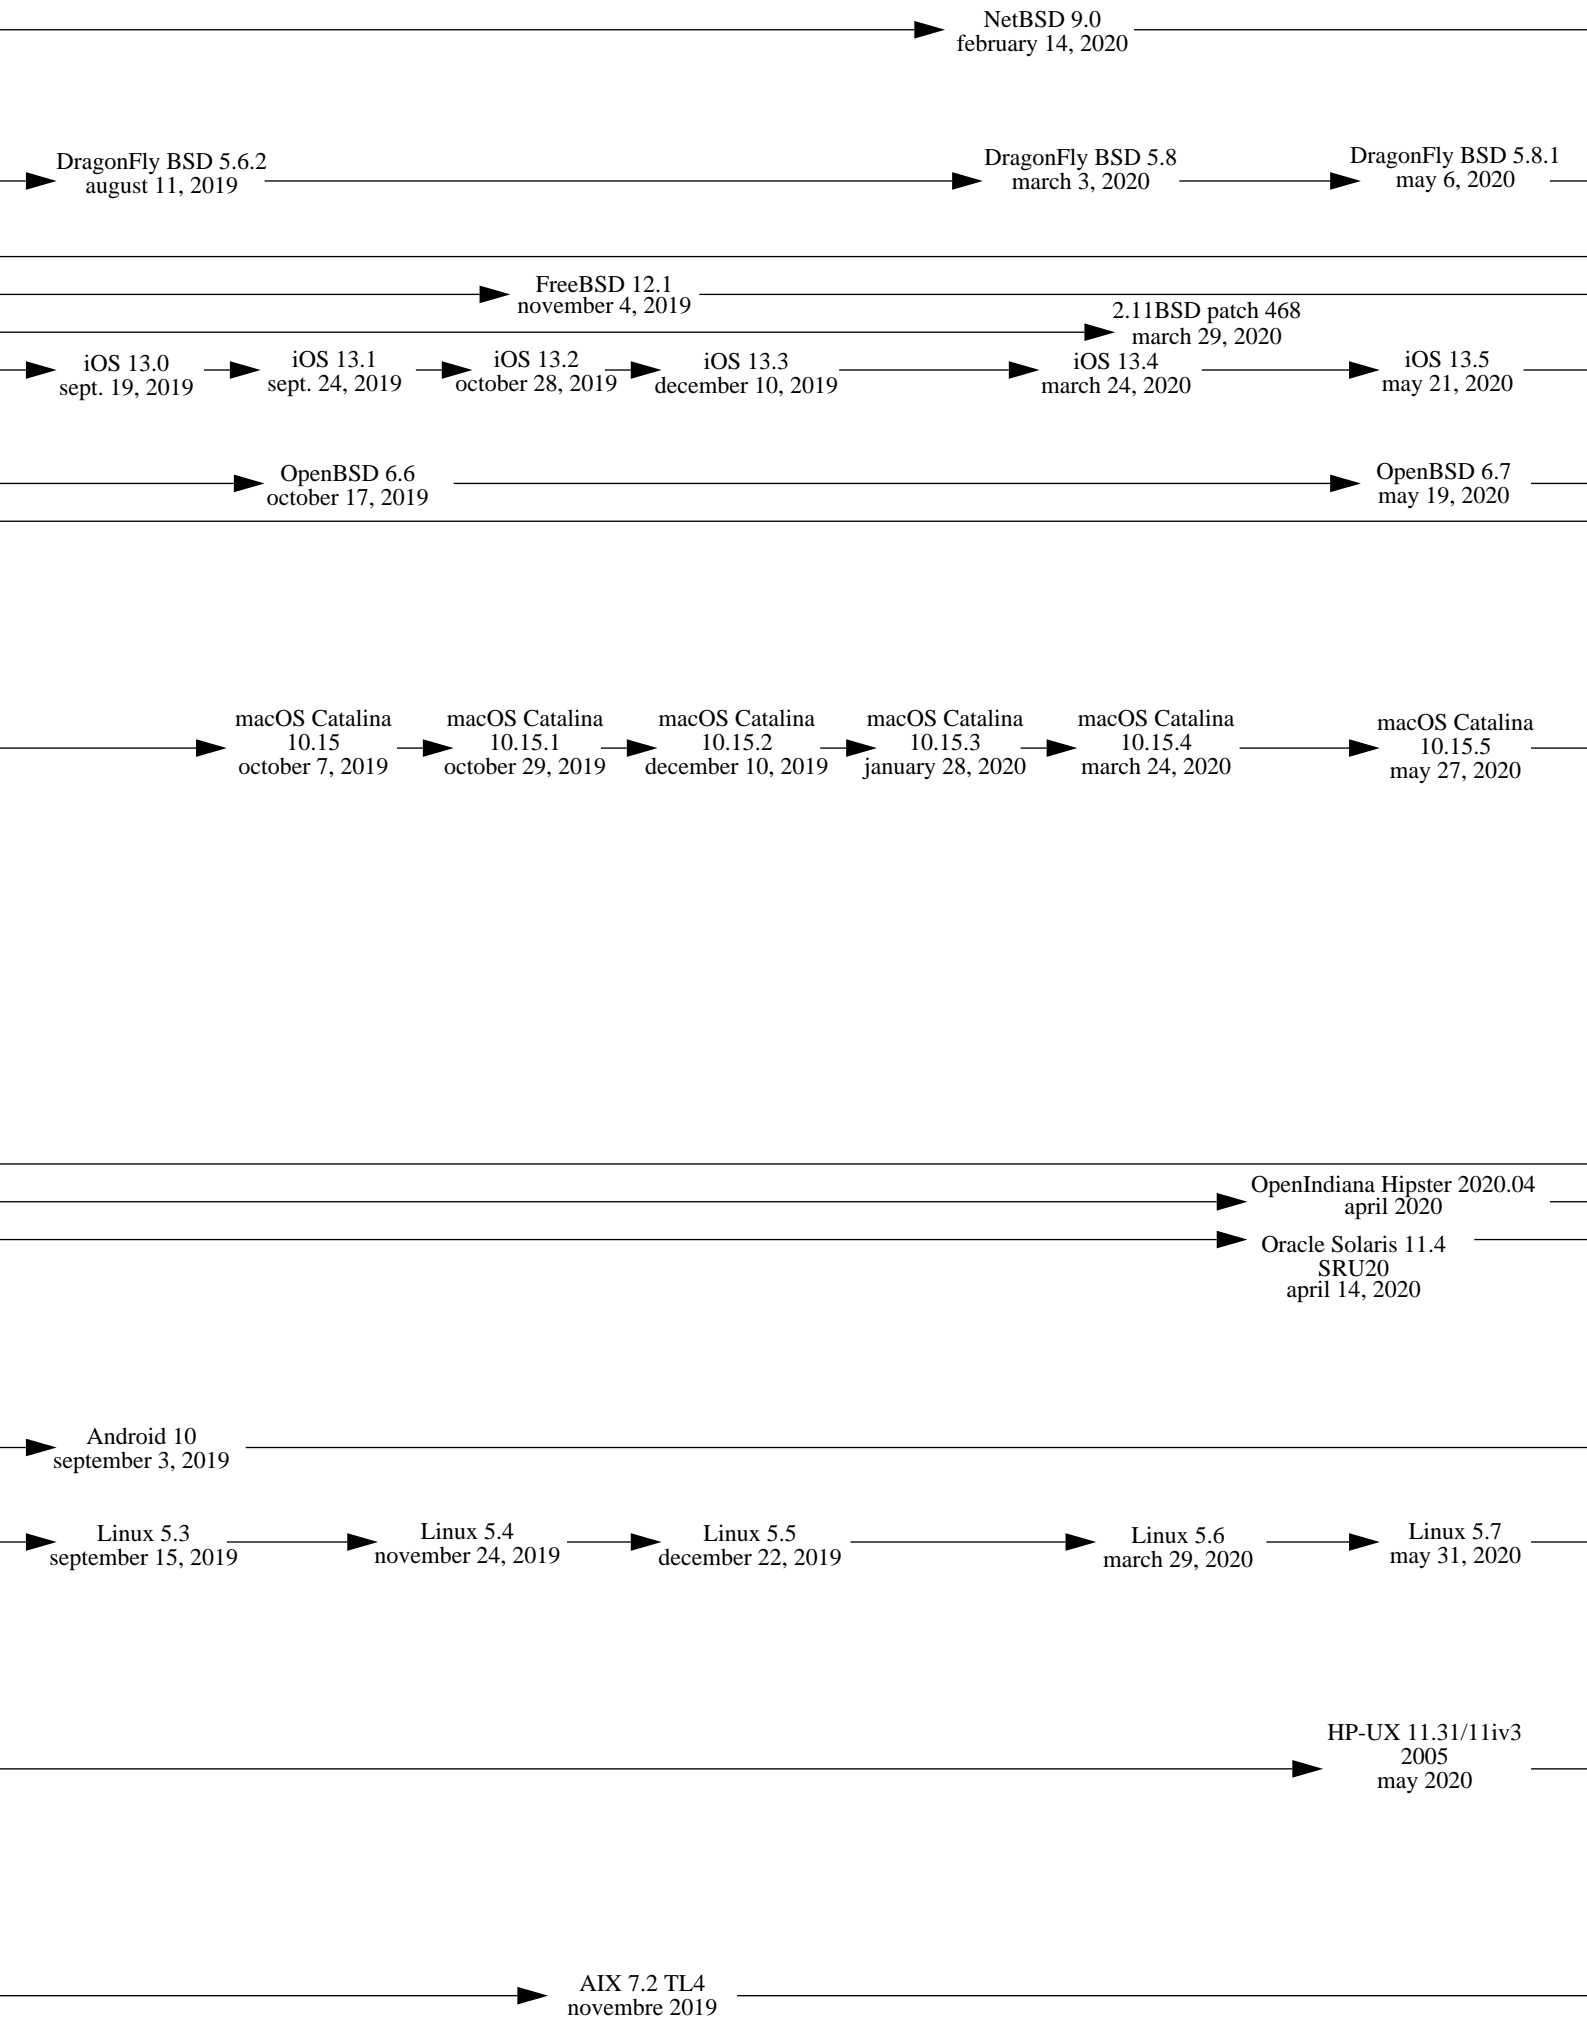 NetBSD 9.0
february 14, 2020
DragonFly BSD 5.6.2
august 11, 2019
DragonFly BSD 5.8
march 3, 2020
DragonFly BSD 5.8.1
may 6, 2020
FreeBSD 12.1
november 4, 2019
2.11BSD patch 468
march 29, 2020
iOS 13.0
sept. 19, 2019
iOS 13.1
sept. 24, 2019
iOS 13.2
october 28, 2019
iOS 13.3
december 10, 2019
iOS 13.4
march 24, 2020
iOS 13.5
may 21, 2020
OpenBSD 6.6
october 17, 2019
OpenBSD 6.7
may 19, 2020
macOS Catalina
10.15
october 7, 2019
macOS Catalina
10.15.1
october 29, 2019
macOS Catalina
10.15.2
december 10, 2019
macOS Catalina
10.15.3
january 28, 2020
macOS Catalina
10.15.4
march 24, 2020
macOS Catalina
10.15.5
may 27, 2020
OpenIndiana Hipster 2020.04
april 2020
Oracle Solaris 11.4
SRU20
april 14, 2020
Android 10
september 3, 2019
Linux 5.3
september 15, 2019
Linux 5.4
november 24, 2019
Linux 5.5
december 22, 2019
Linux 5.6
march 29, 2020
Linux 5.7
may 31, 2020
HP-UX 11.31/11iv3
2005
may 2020
AIX 7.2 TL4
novembre 2019